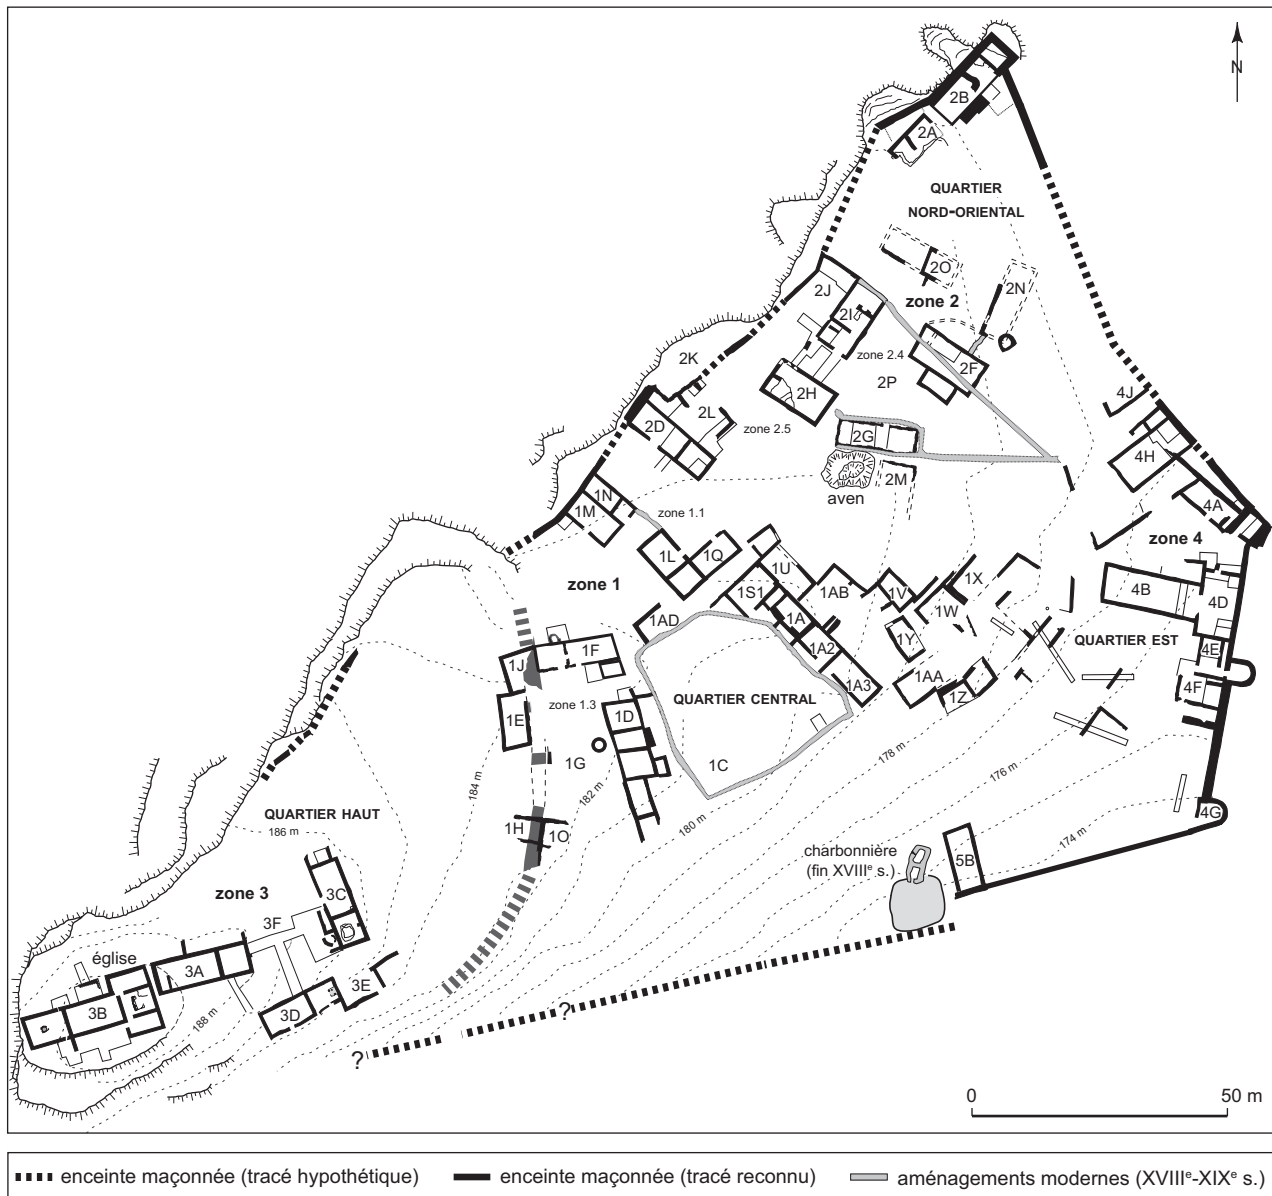 N
2B
2A
QUARTIER
NORD-ORIENTAL
2O
2J
2N
2I
zone 2
zone 2.4
2F
2K
2P
2H
4J
2L
2D
zone 2.5
2G
4H
2M
aven
1N
4A
1M
zone 1.1
zone 4
1L
1Q
1U
zone 1
1X
1S1
1AB
1V
4B
4D
1AD
1A
1W
1F
1Y
QUARTIER EST
1A2
4E
1J
1AA
1A3
4F
QUARTIER CENTRAL
1Z
zone 1.3
1E
1D
178 m
1G
1C
176 m
184 m
182 m
QUARTIER HAUT
4G
180 m
186 m
1H
1O
174 m
charbonnière
(fin XVIIIe s.)
5B
zone 3
3C
3F
église
3A
3E
3B
3D
188 m
?
?
0
50 m
enceinte maçonnée (tracé hypothétique)
enceinte maçonnée (tracé reconnu)
aménagements modernes (XVIIIe-XIXe s.)